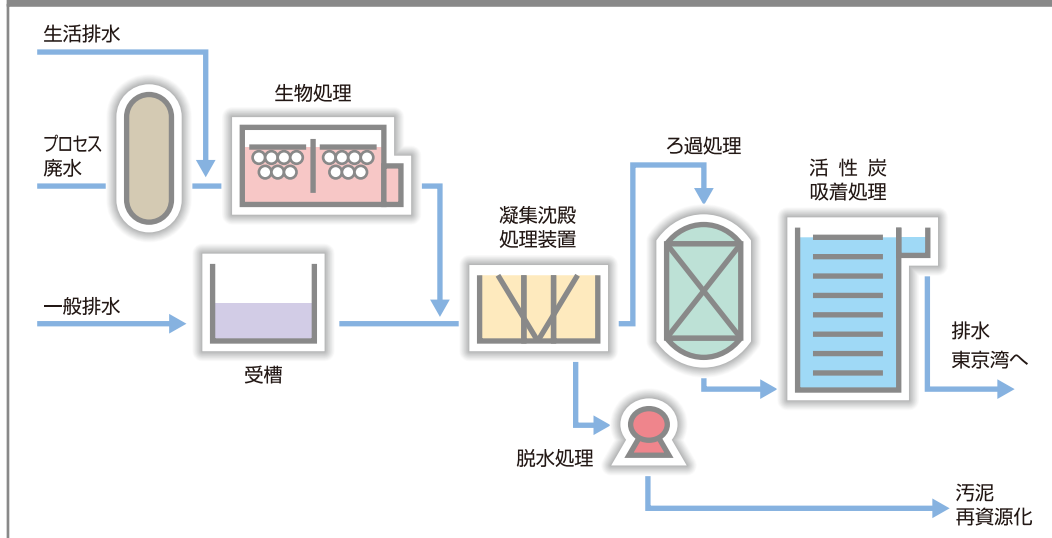 生活排水
生物処理
プロセス
廃水
ろ過処理
活性炭
吸着処理
凝集沈殿
処理装置
一般排水
受槽
排水
東京湾へ
脱水処理
汚泥
再資源化